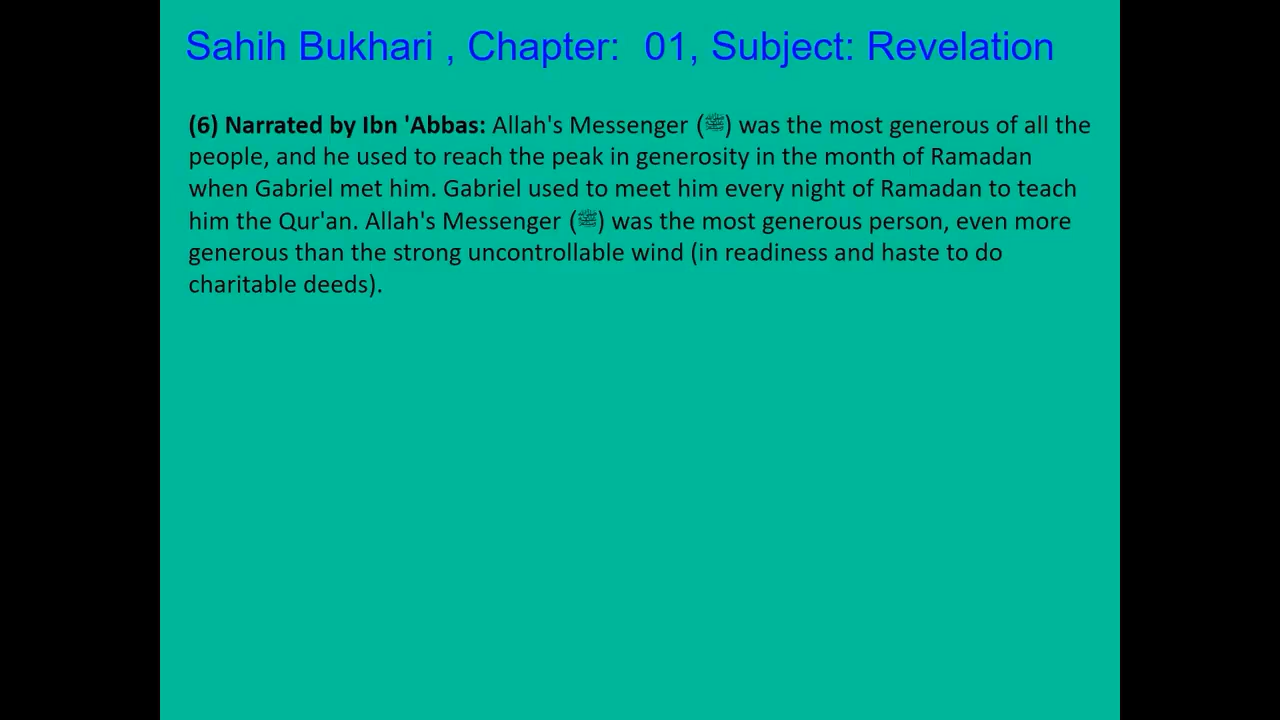 Sahih Bukhari , Chapter:  01, Subject: Revelation
(6) Narrated by Ibn 'Abbas: Allah's Messenger (ﷺ) was the most generous of all the
people, and he used to reach the peak in generosity in the month of Ramadan
when Gabriel met him. Gabriel used to meet him every night of Ramadan to teach
him the Qur'an. Allah's Messenger (ﷺ) was the most generous person, even more
generous than the strong uncontrollable wind (in readiness and haste to do
charitable deeds).